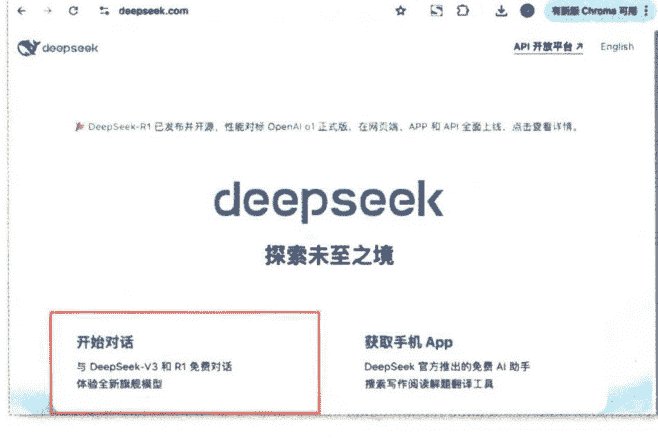 deepseek.com
有新版 Chrome 可用
deepseek
API 开放平台
English
DeepSeek-R1 已发布并开源，性能对标 OpenAI o1 正式版，在网页端、APP 和 API 全面上线，点击查看详情。
deepseek
探索未至之境
开始对话
获取手机 App
与 DeepSeek-V3 和 R1 免费对话
DeepSeek 官方推出的免费 AI 助手
体验全新旗舰模型
搜索写作阅读解题翻译工具